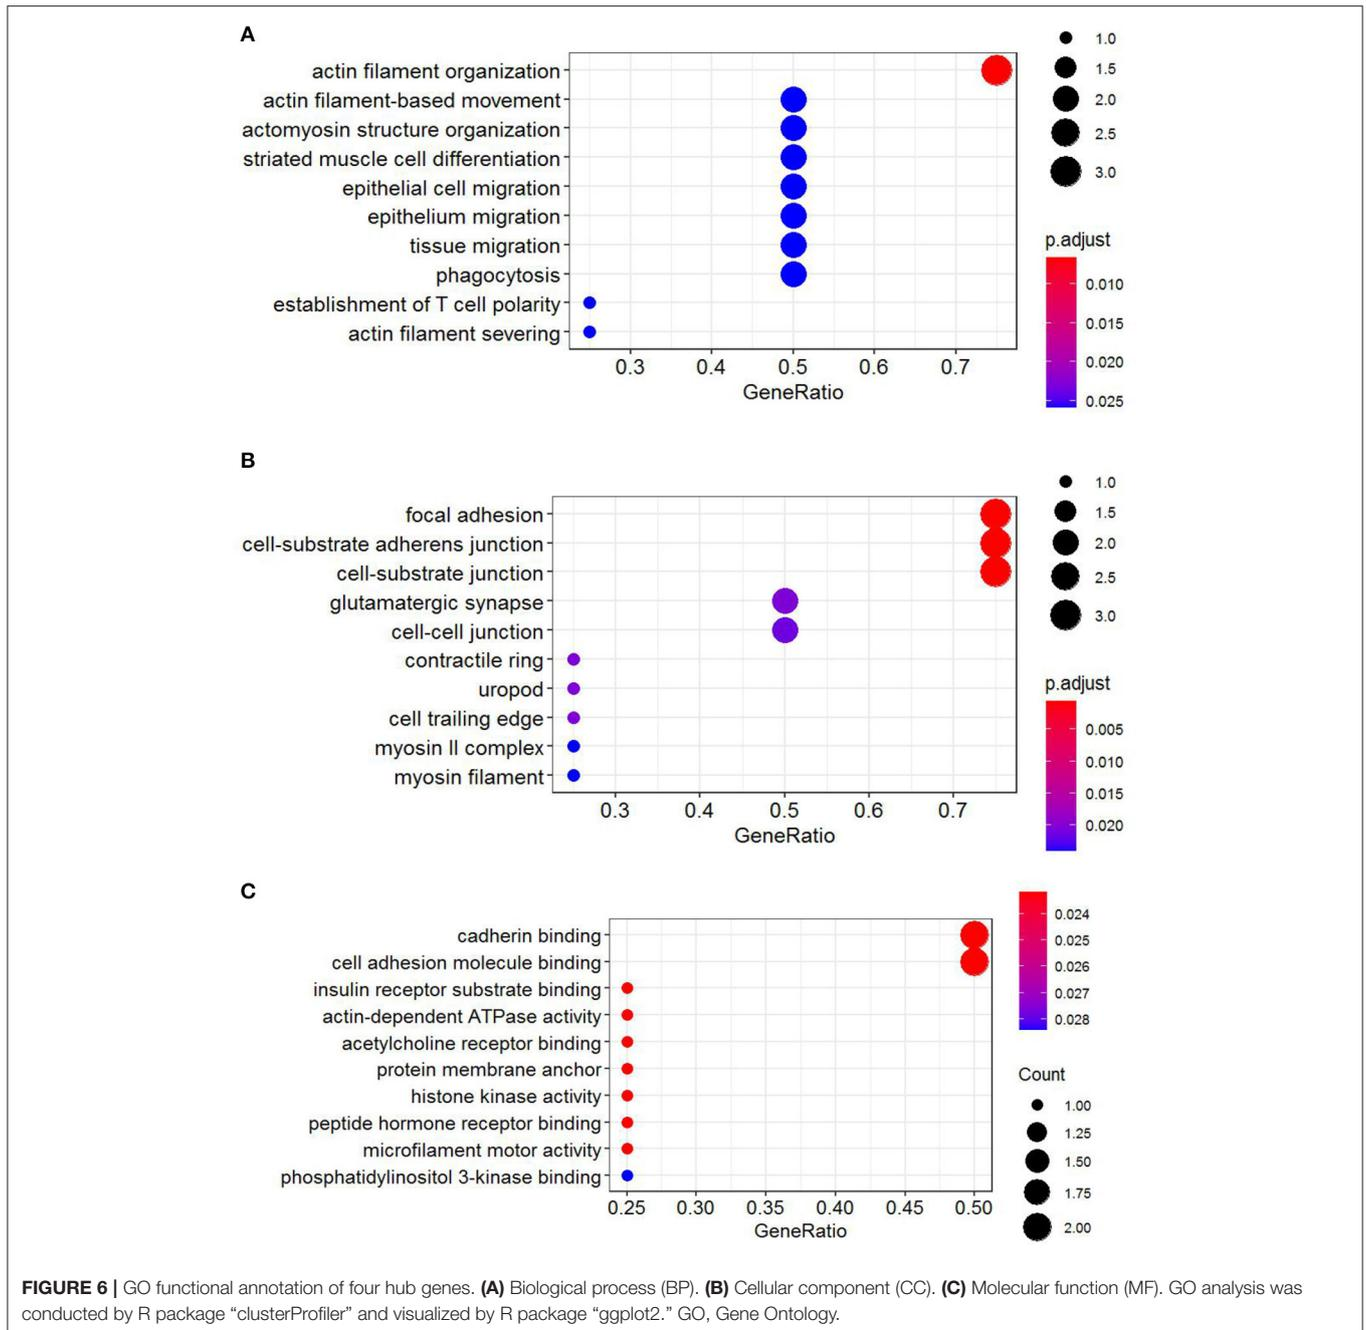 A
actin filament organization
actin filament-based movement
actomyosin structure organization
striated muscle cell differentiation
epithelial cell migration
epithelium migration
tissue migration
phagocytosis
establishment of T cell polarity
actin filament severing
0.3 0.4 0.5 0.6 0.7
GeneRatio
1.0
1.5
2.0
2.5
3.0
p.adjust
0.010
0.015
0.020
0.025
B
focal adhesion
cell-substrate adherens junction
cell-substrate junction
glutamatergic synapse
cell-cell junction
contractile ring
uropod
cell trailing edge
myosin II complex
myosin filament
0.3 0.4 0.5 0.6 0.7
GeneRatio
1.0
1.5
2.0
2.5
3.0
p.adjust
0.005
0.010
0.015
0.020
C
cadherin binding
cell adhesion molecule binding
insulin receptor substrate binding
actin-dependent ATPase activity
acetylcholine receptor binding
protein membrane anchor
histone kinase activity
peptide hormone receptor binding
microfilament motor activity
phosphatidylinositol 3-kinase binding
0.25 0.30 0.35 0.40 0.45 0.50
GeneRatio
0.024
0.025
0.026
0.027
0.028
Count
1.00
1.25
1.50
1.75
2.00
FIGURE 6 | GO functional annotation of four hub genes. (A) Biological process (BP). (B) Cellular component (CC). (C) Molecular function (MF). GO analysis was
conducted by R package “clusterProfiler” and visualized by R package “ggplot2.” GO, Gene Ontology.